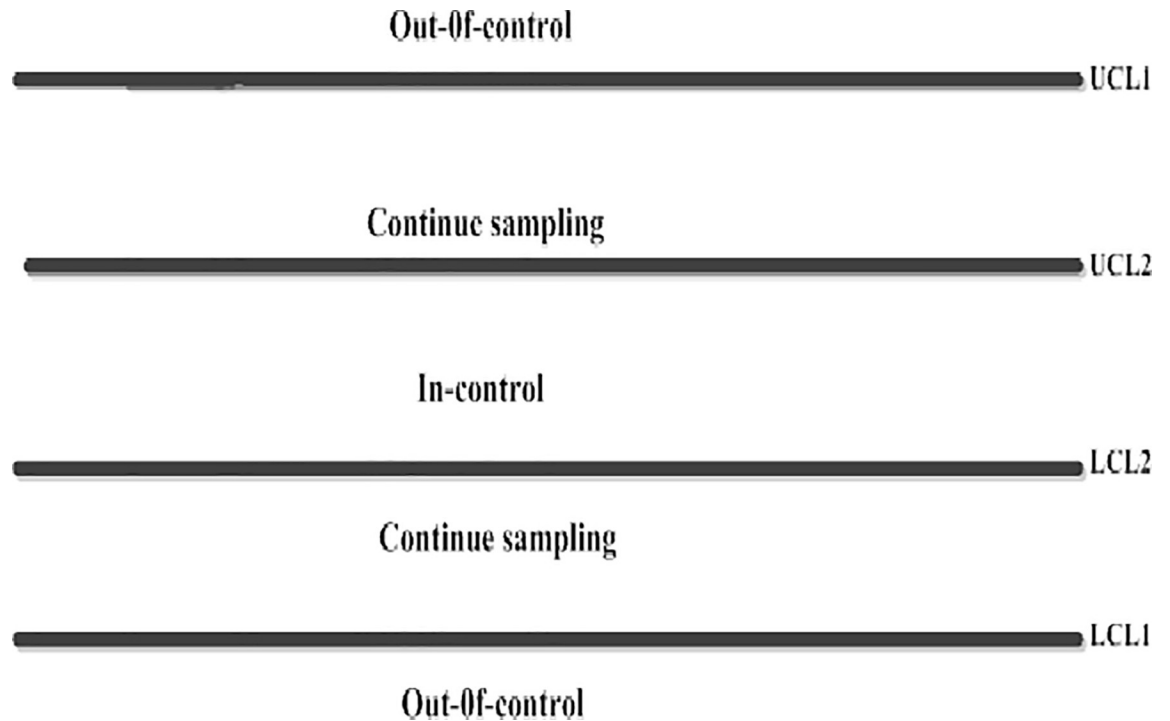 Out-0f-control
UCL1
Continue sampling
UCL2
In-control
LCL2
Continue sampling
LCL1
Out-0f-control